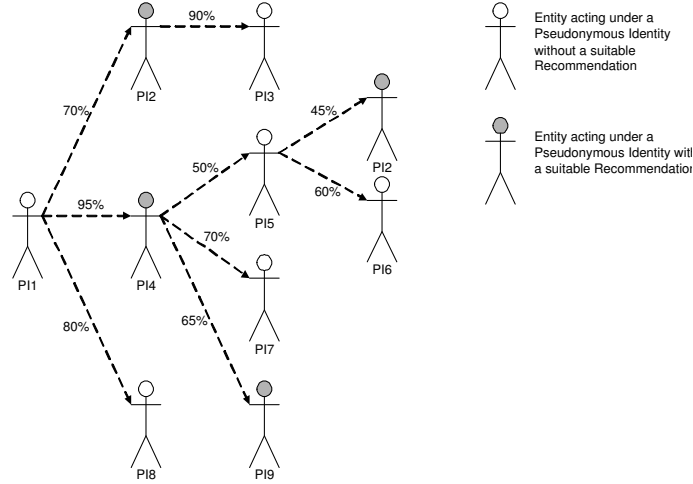 PI2
90%
PI3
70%
PI1
95%
PI4
50%
PI5
45%
PI2
60%
PI6
70%
PI7
65%
PI9
80%
PI8
Entity acting under a
Pseudonymous Identity
without a suitable
Recommendation
Entity acting under a
Pseudonymous Identity with
a suitable Recommendation